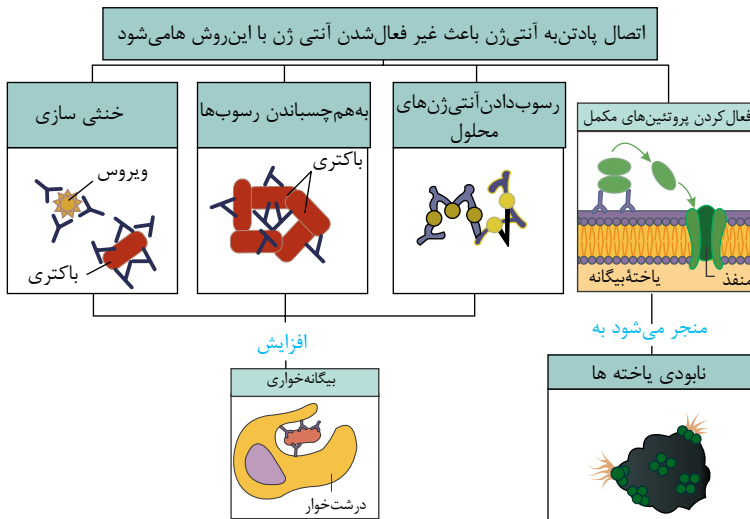 اتصال پادتن‌به آنتی‌ژن باعث غیر فعال‌شدن آنتی ژن با این‌روش هامی‌شود
فعال‌کردن پروتئین‌های مکمل
رسوب‌دادن‌آنتی‌ژن‌های
محلول
به‌هم‌چسباندن رسوب‌ها
خنثی سازی
یاختهٔ‌بیگانه
منفذ
باکتری
ویروس
باکتری
منجر می‌شود به
افزایش
نابودی یاخته ها
بیگانه‌خواری
درشت‌خوار